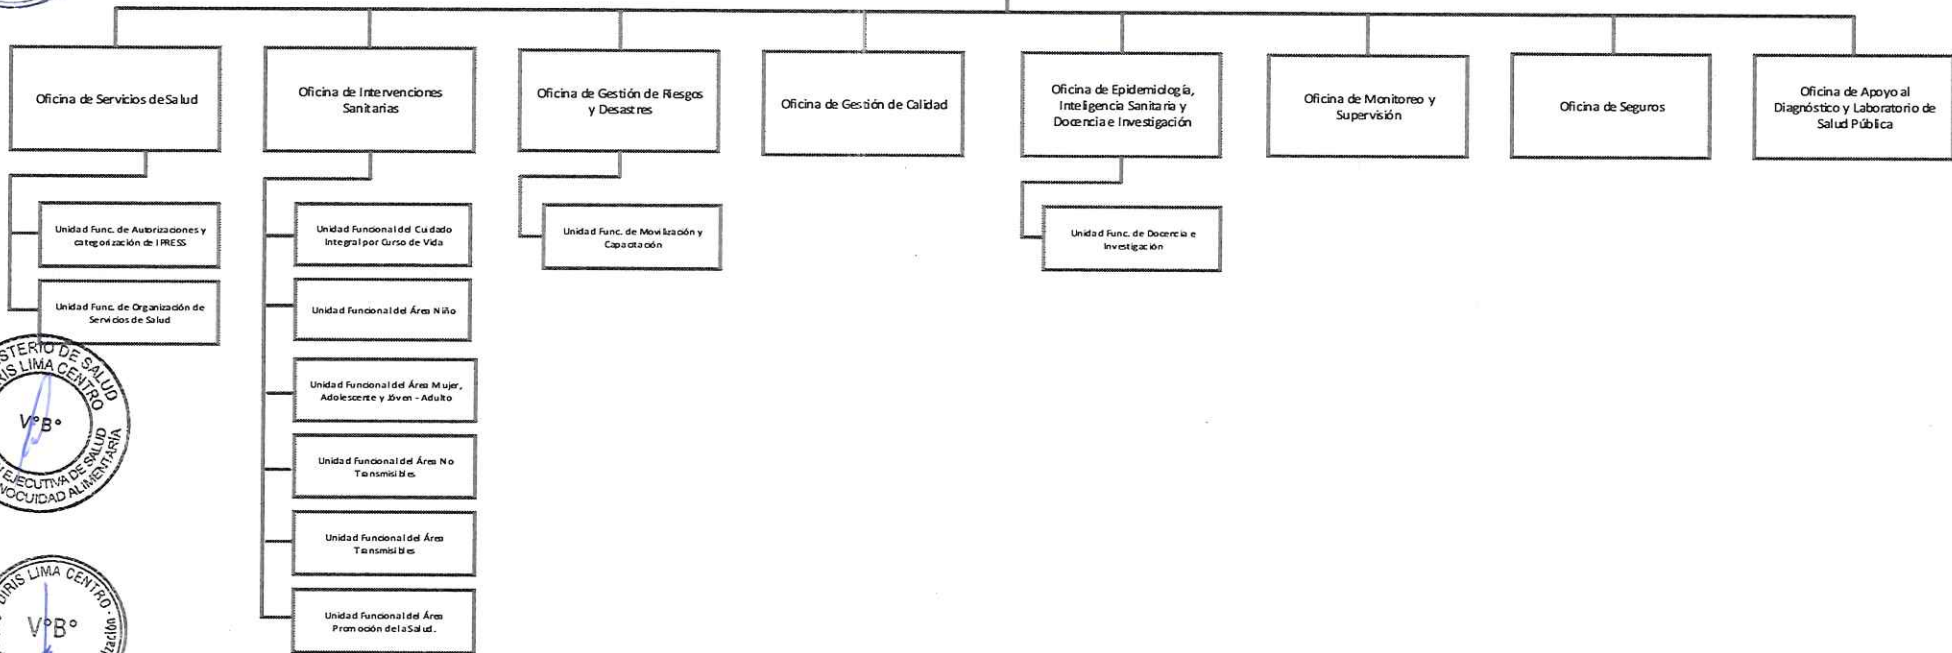 Oficina de Servicios de Salud
Oficina de Intervenciones
Sanitarias
Oficina de Gestión de Riesgos
y Desastres
Oficina de Gestión de Calidad
Oficina de Epidemiología,
Inteligencia Sanitaria y
Docencia e Investigación
Oficina de Monitoreo y
Supervisión
Oficina de Seguros
Oficina de Apoyo al
Diagnóstico y Laboratorio de
Salud Pública
Unidad Func. de Autorizaciones y
categorización de IPRESS
Unidad Func. de Organización de
Servicios de Salud
Unidad Funcional del Cuidado
Integral por Curso de Vida
Unidad Funcional del Área Niño
Unidad Funcional del Área Mujer,
Adolescente y Jóven - Adulto
Unidad Funcional del Área No
Transmisibles
Unidad Funcional del Área
Transmisibles
Unidad Funcional del Área
Promoción de la Salud.
Unidad Func. de Movilización y
Capacitación
Unidad Func. de Docencia e
Investigación
DE SALUD
LIMA CENTRO
V°B°
EJECUTIVA DE SALUD
ALIMENTARIA
DIRIS LIMA CENTRO
V°B°